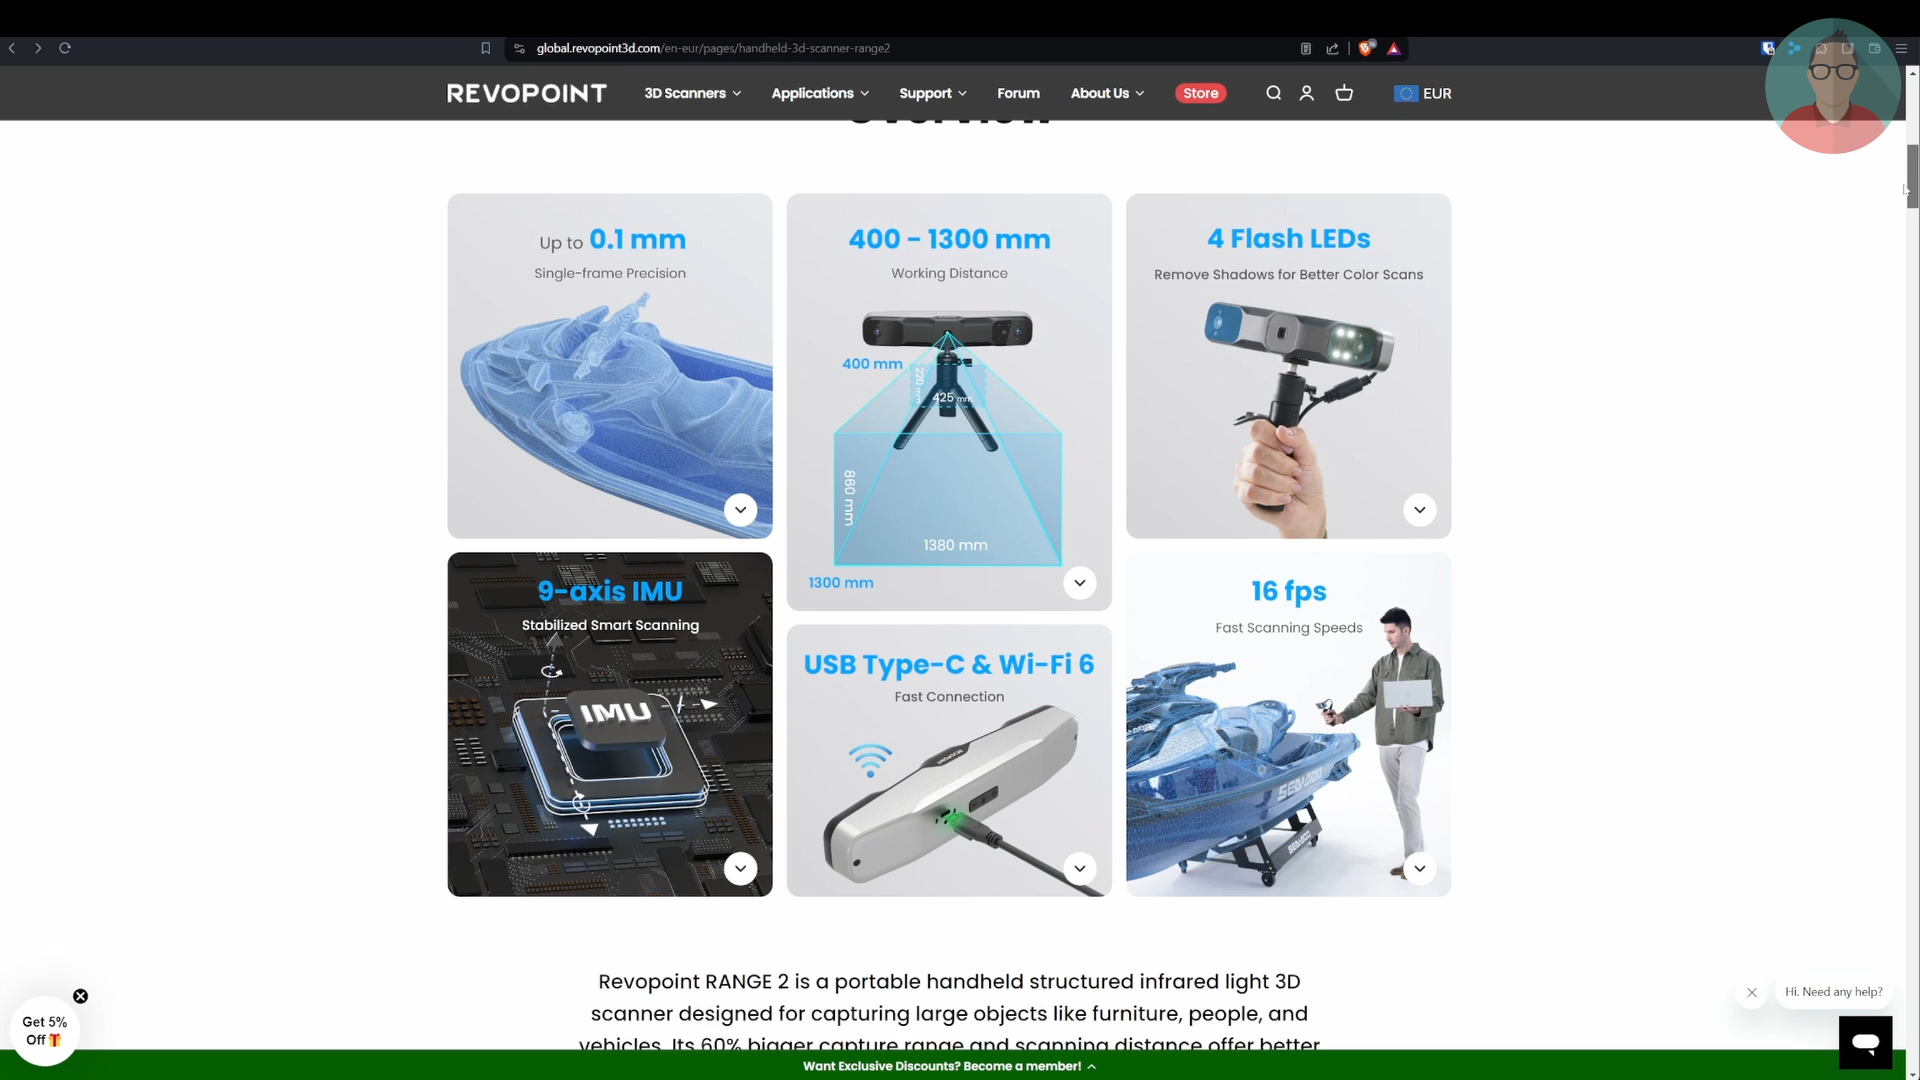 global.revopoint3d.com/en-eur/pages/handheld-3d-scanner-range2
REVOPOINT
3D Scanners
Applications
Support
Forum
About Us
Store
EUR
Overview
Up to 0.1 mm
Single-frame Precision
400 - 1300 mm
Working Distance
400 mm
220 mm
425 mm
860 mm
1380 mm
1300 mm
4 Flash LEDs
Remove Shadows for Better Color Scans
9-axis IMU
Stabilized Smart Scanning
IMU
USB Type-C & Wi-Fi 6
Fast Connection
REVOPOINT
16 fps
Fast Scanning Speeds
SEADOO
SEADOO
Revopoint RANGE 2 is a portable handheld structured infrared light 3D
scanner designed for capturing large objects like furniture, people, and
vehicles. Its 60% bigger capture range and scanning distance offer better
Get 5%
Off
Hi. Need any help?
Want Exclusive Discounts? Become a member!